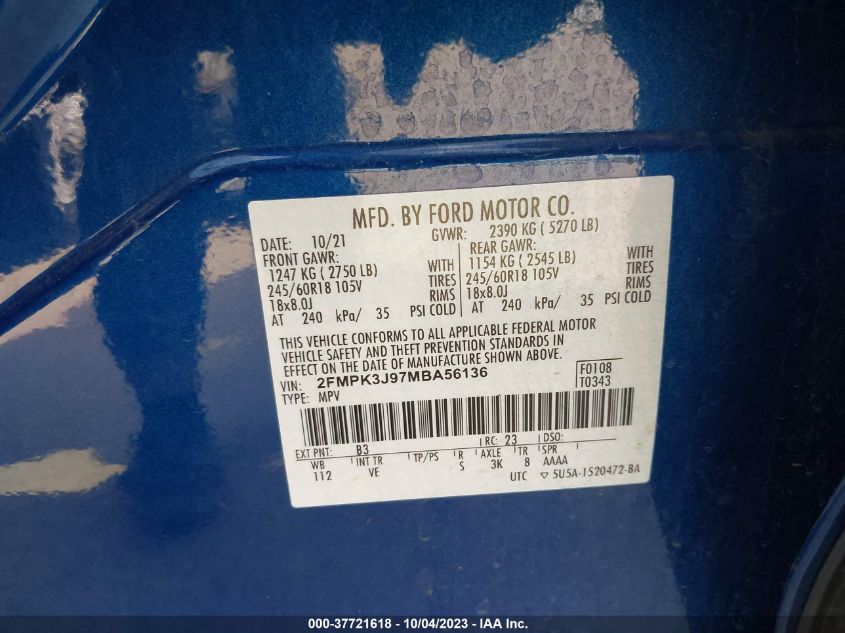 MFD. BY FORD MOTOR CO.
DATE: 10/21 GVWR: 2390 KG ( 5270 LB)
FRONT GAWR: REAR GAWR:
1247 KG ( 2750 LB) WITH 1154 KG ( 2545 LB) WITH
245/60R18 105V TIRES 245/60R18 105V TIRES
18x8.0J RIMS 18x8.0J RIMS
AT 240 kPa/ 35 PSI COLD AT 240 kPa/ 35 PSI COLD
THIS VEHICLE CONFORMS TO ALL APPLICABLE FEDERAL MOTOR
VEHICLE SAFETY AND THEFT PREVENTION STANDARDS IN
EFFECT ON THE DATE OF MANUFACTURE SHOWN ABOVE.
VIN: 2FMPK3J97MBA56136 F0108
TYPE: MPV T0343
EXT PNT: B3 RC: 23 DSO:
WB INT TR TP/PS R AXLE TR SPR
112 VE S 3K 8 AAAA
UTC ▽ 5U5A-1520472-BA
000-37721618 - 10/04/2023 - IAA Inc.